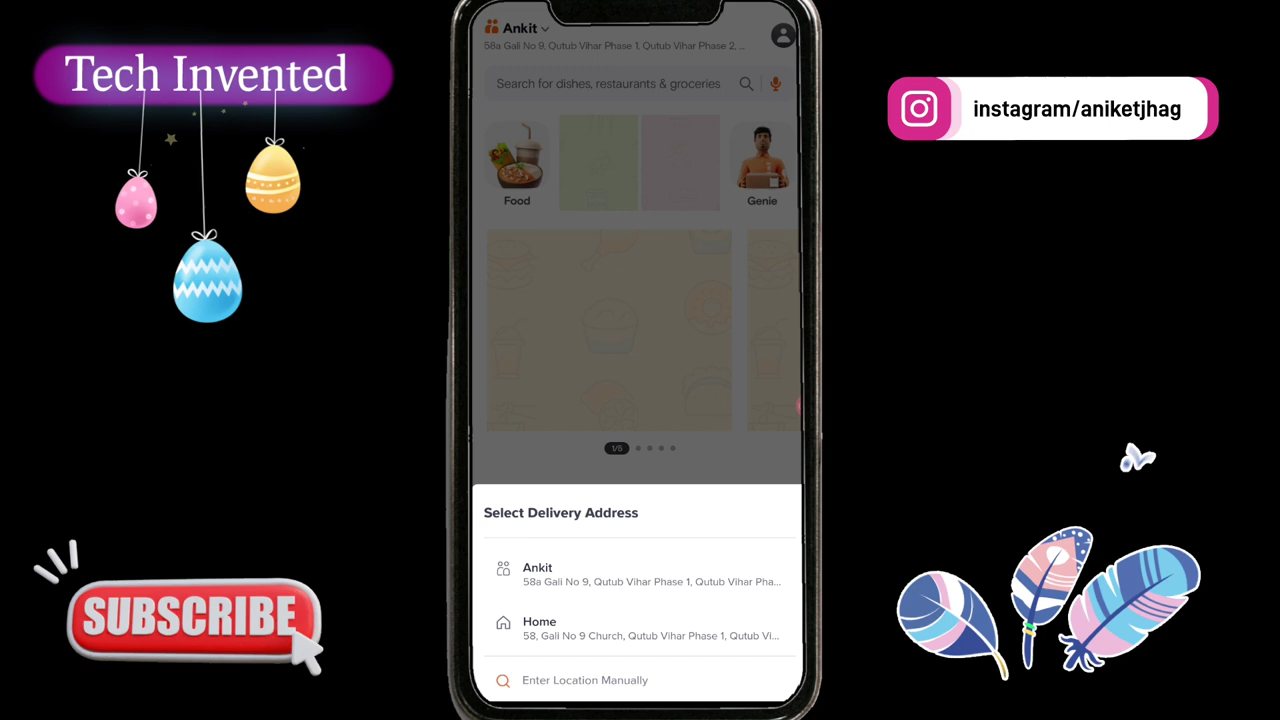 Tech Invented
instagram/aniketjhag
Ankit
58a Gali No 9, Qutub Vihar Phase 1, Qutub Vihar Phase 2, ...
Search for dishes, restaurants & groceries
Food
Genie
1/5
Select Delivery Address
Ankit
58a Gali No 9, Qutub Vihar Phase 1, Qutub Vihar Pha...
Home
58, Gali No 9 Church, Qutub Vihar Phase 1, Qutub Vi...
Enter Location Manually
SUBSCRIBE